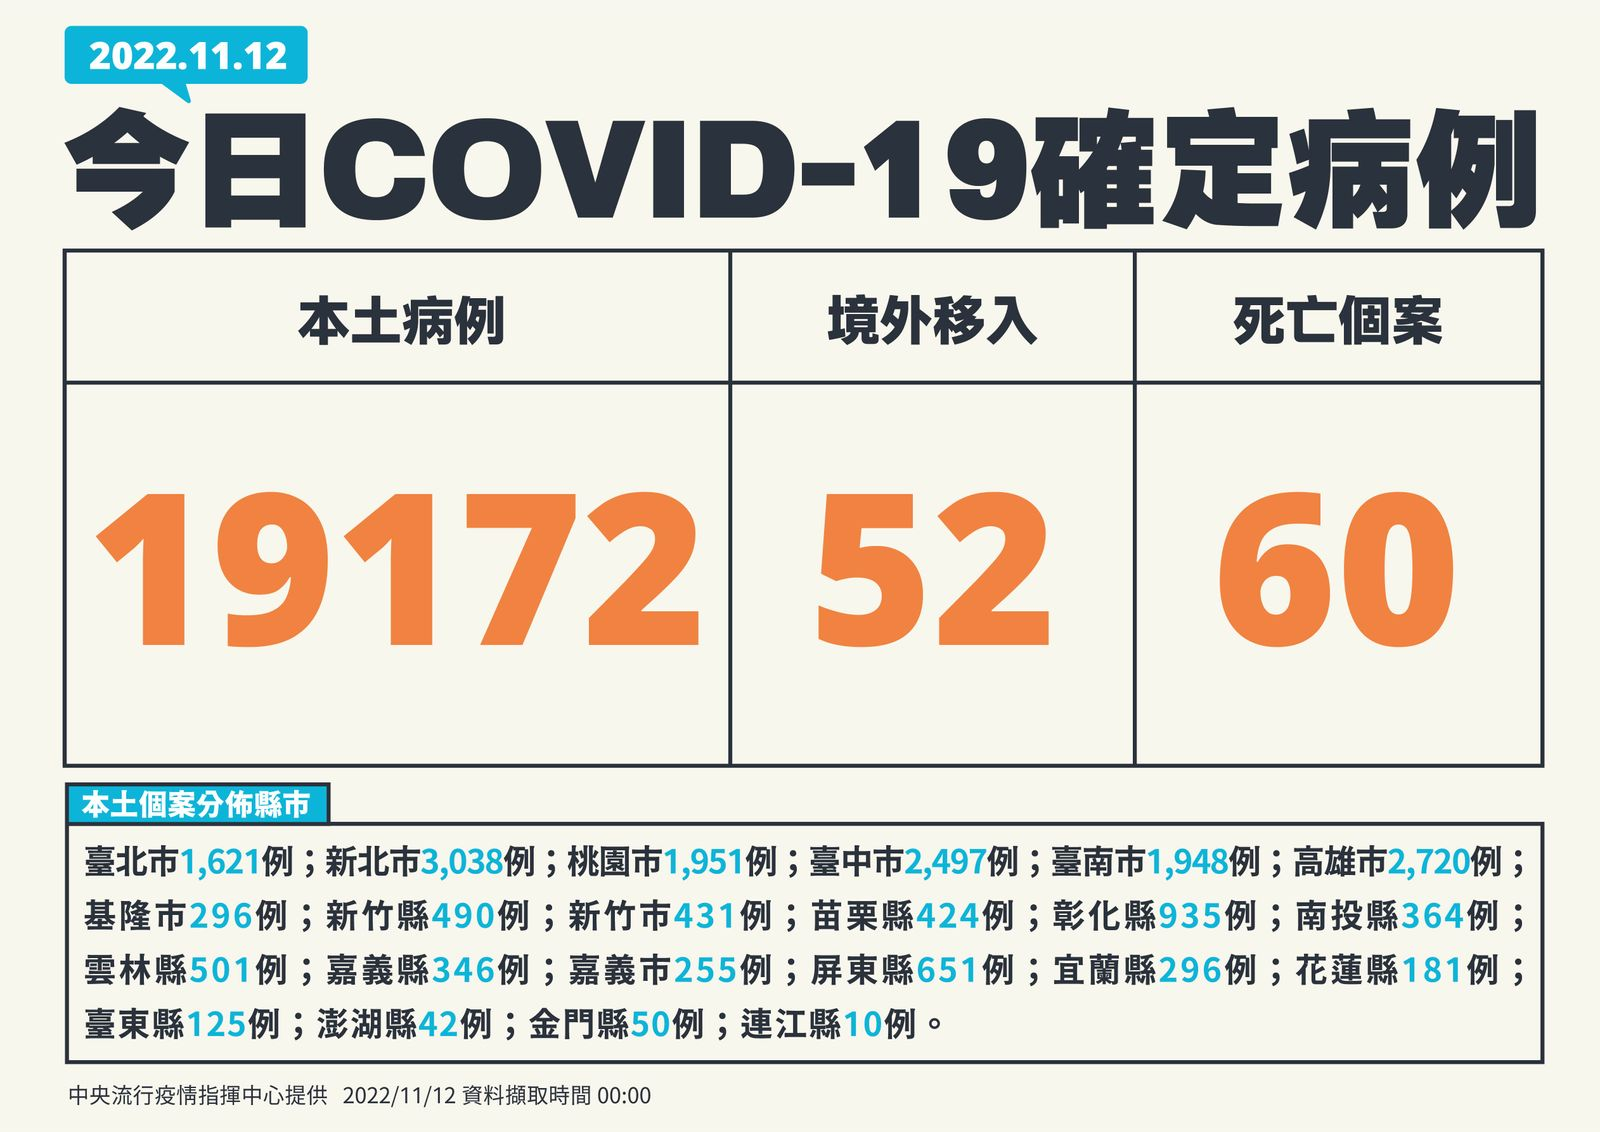 2022.11.12
今日COVID-19確定病例
本土病例 境外移入 死亡個案
19172 52 60
本土個案分佈縣市
臺北市1,621例；新北市3,038例；桃園市1,951例；臺中市2,497例；臺南市1,948例；高雄市2,720例；
基隆市296例；新竹縣490例；新竹市431例；苗栗縣424例；彰化縣935例；南投縣364例；
雲林縣501例；嘉義縣346例；嘉義市255例；屏東縣651例；宜蘭縣296例；花蓮縣181例；
臺東縣125例；澎湖縣42例；金門縣50例；連江縣10例。
中央流行疫情指揮中心提供 2022/11/12 資料擷取時間 00:00